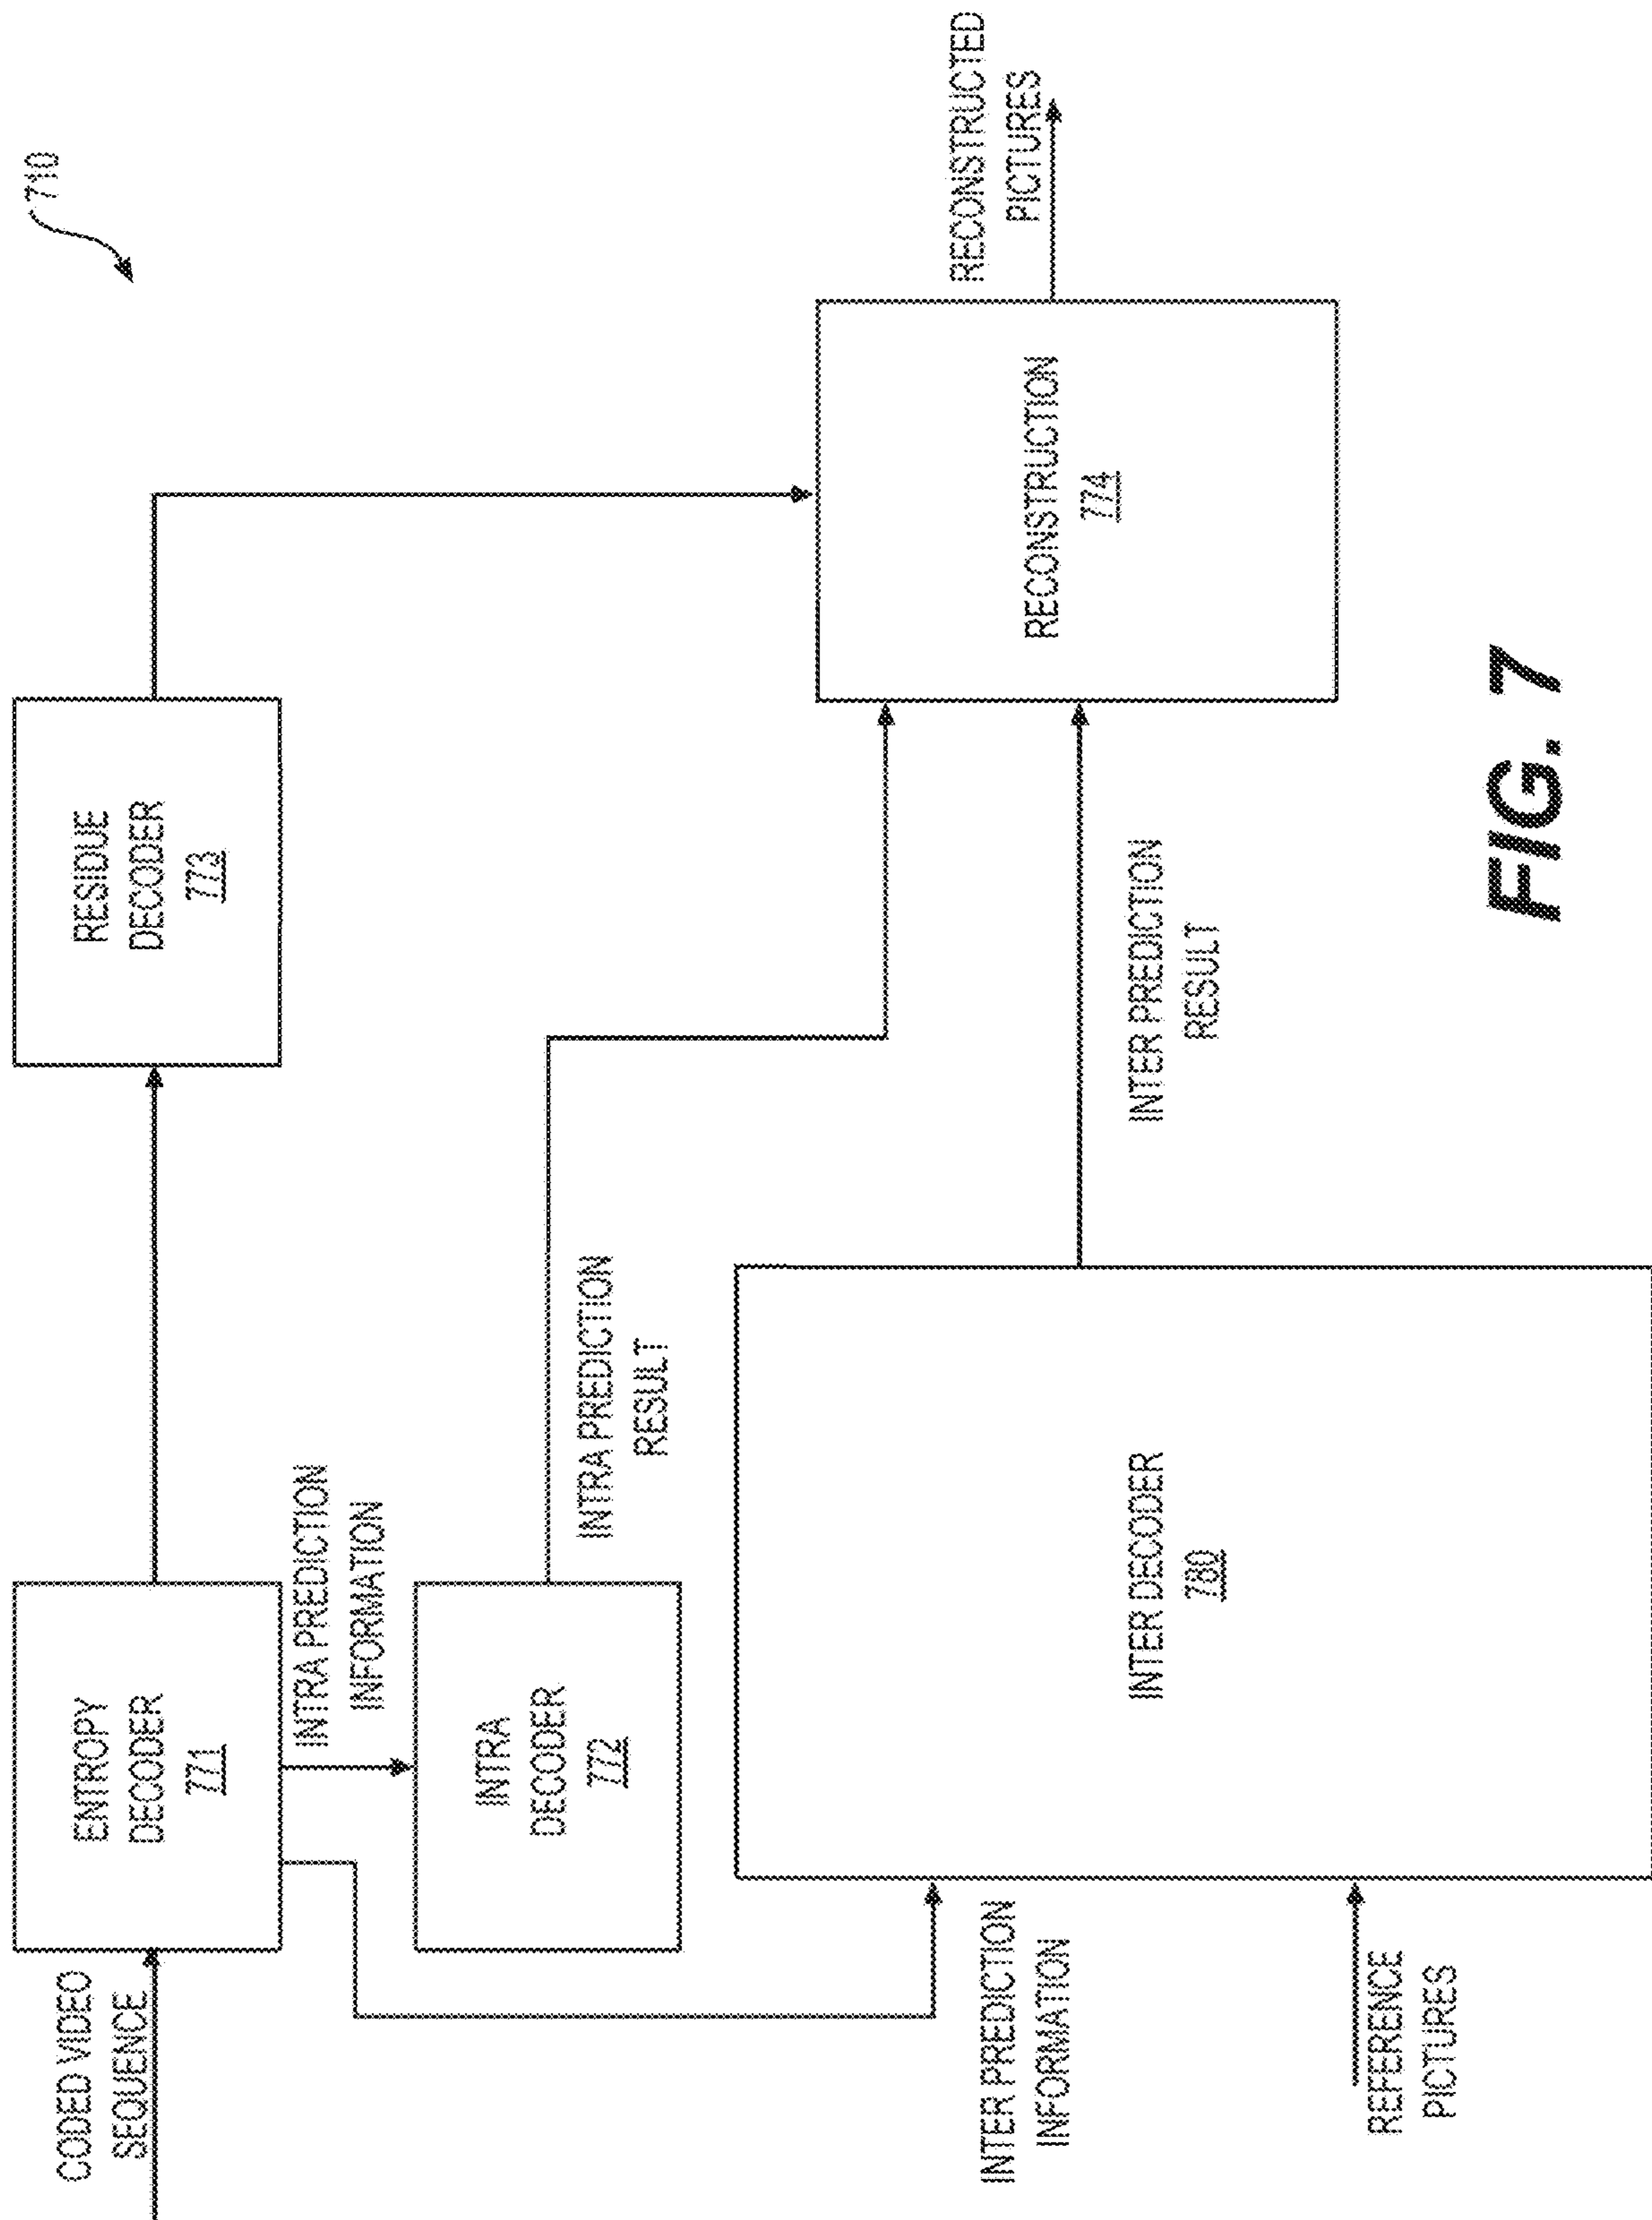 710
CODED VIDEO
SEQUENCE
ENTROPY
DECODER
771
RESIDUE
DECODER
773
INTRA PREDICTION
INFORMATION
INTRA
DECODER
772
INTRA PREDICTION
RESULT
INTER PREDICTION
INFORMATION
REFERENCE
PICTURES
INTER DECODER
780
INTER PREDICTION
RESULT
RECONSTRUCTION
774
RECONSTRUCTED
PICTURES
FIG. 7